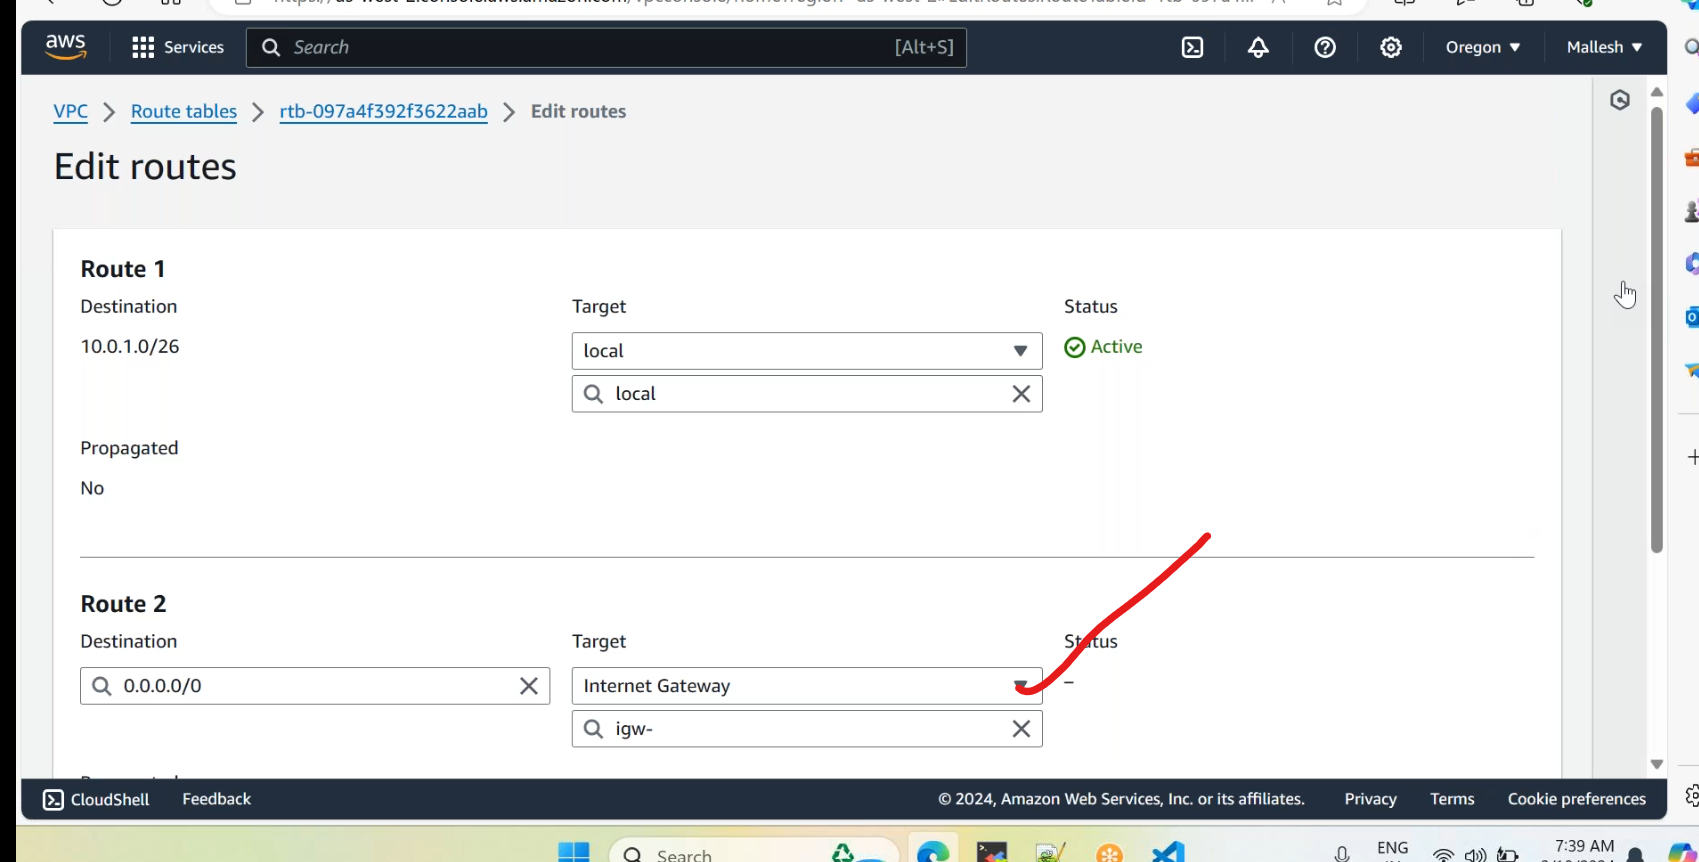 aws Services Search [Alt+S] Oregon Mallesh
VPC Route tables rtb-097a4f392f3622aab Edit routes
Edit routes
Route 1
Destination Target Status
10.0.1.0/26 local Active
local
Propagated
No
Route 2
Destination Target Status
0.0.0.0/0 Internet Gateway –
igw-
CloudShell Feedback © 2024, Amazon Web Services, Inc. or its affiliates. Privacy Terms Cookie preferences
Search ENG 7:39 AM